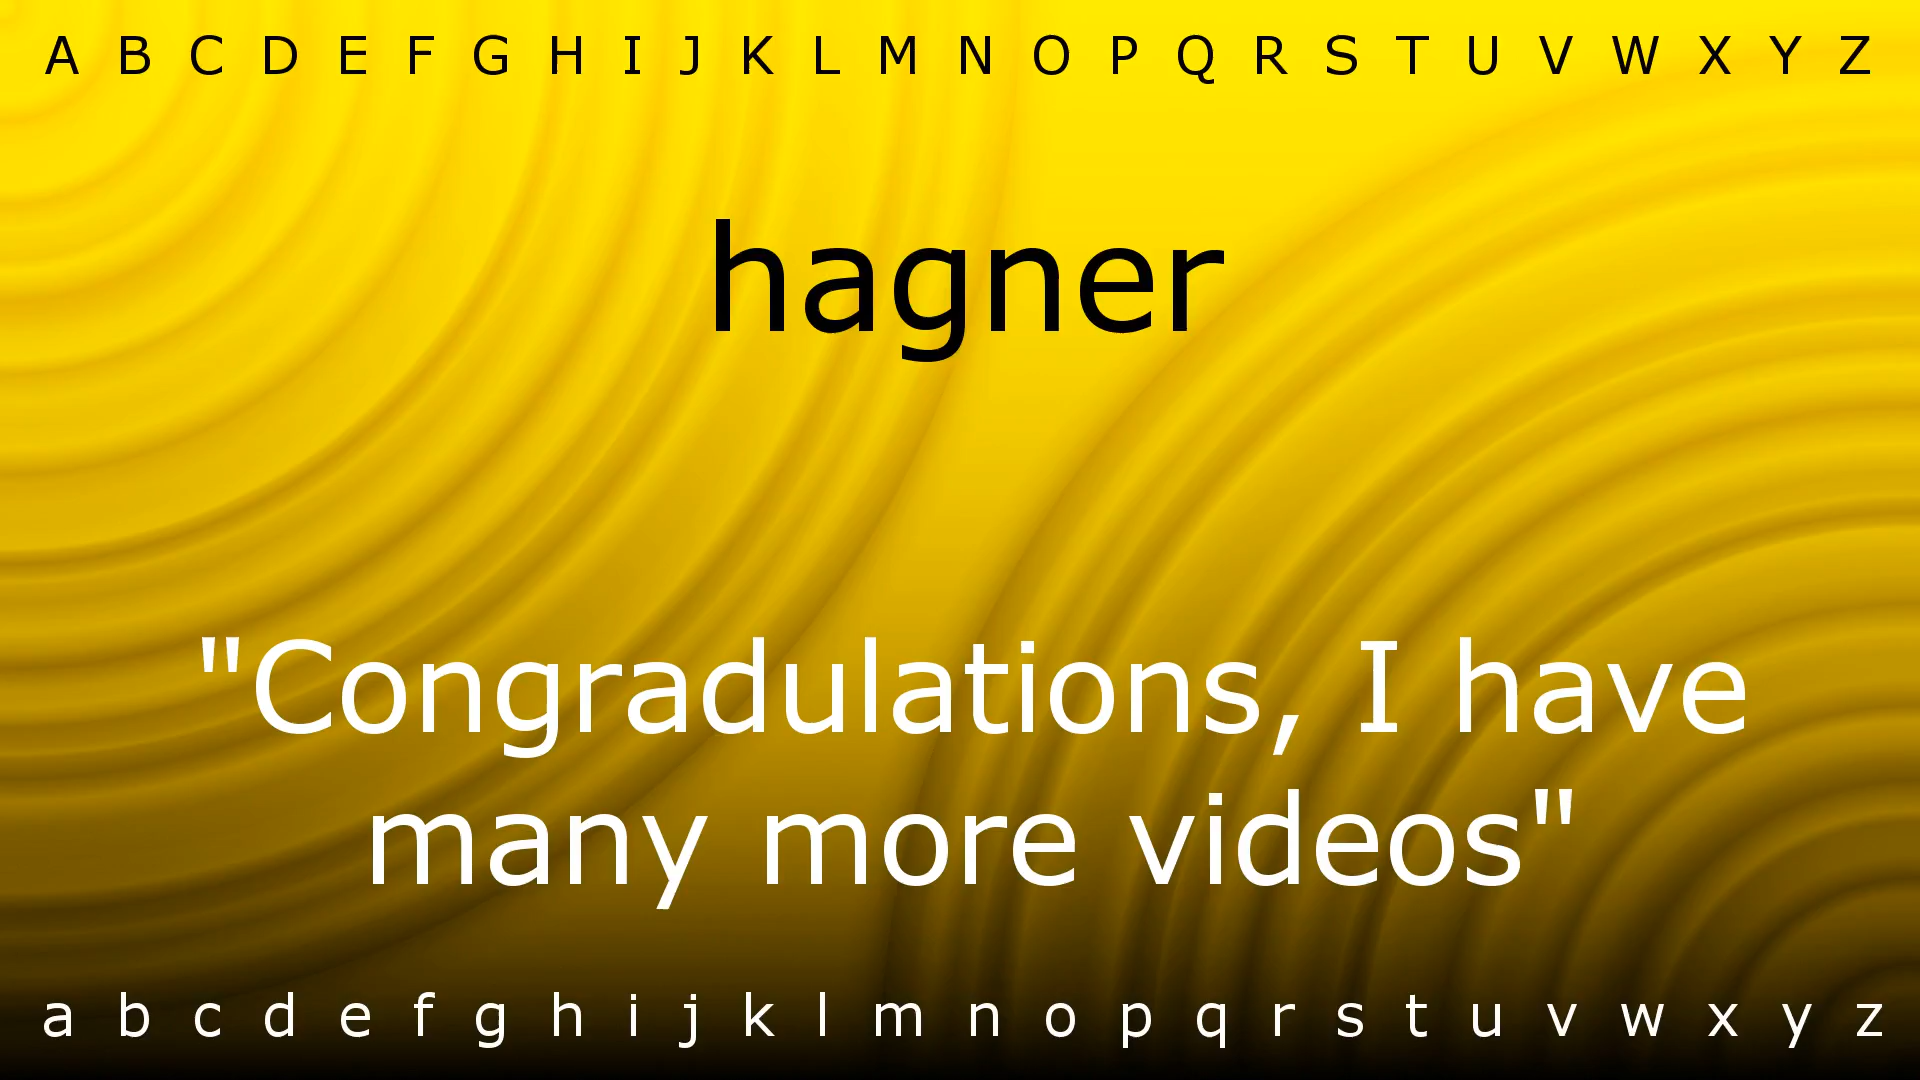 A B C D E F G H I J K L M N O P Q R S T U V W X Y Z
hagner
"Congradulations, I have
many more videos"
a b c d e f g h i j k l m n o p q r s t u v w x y z